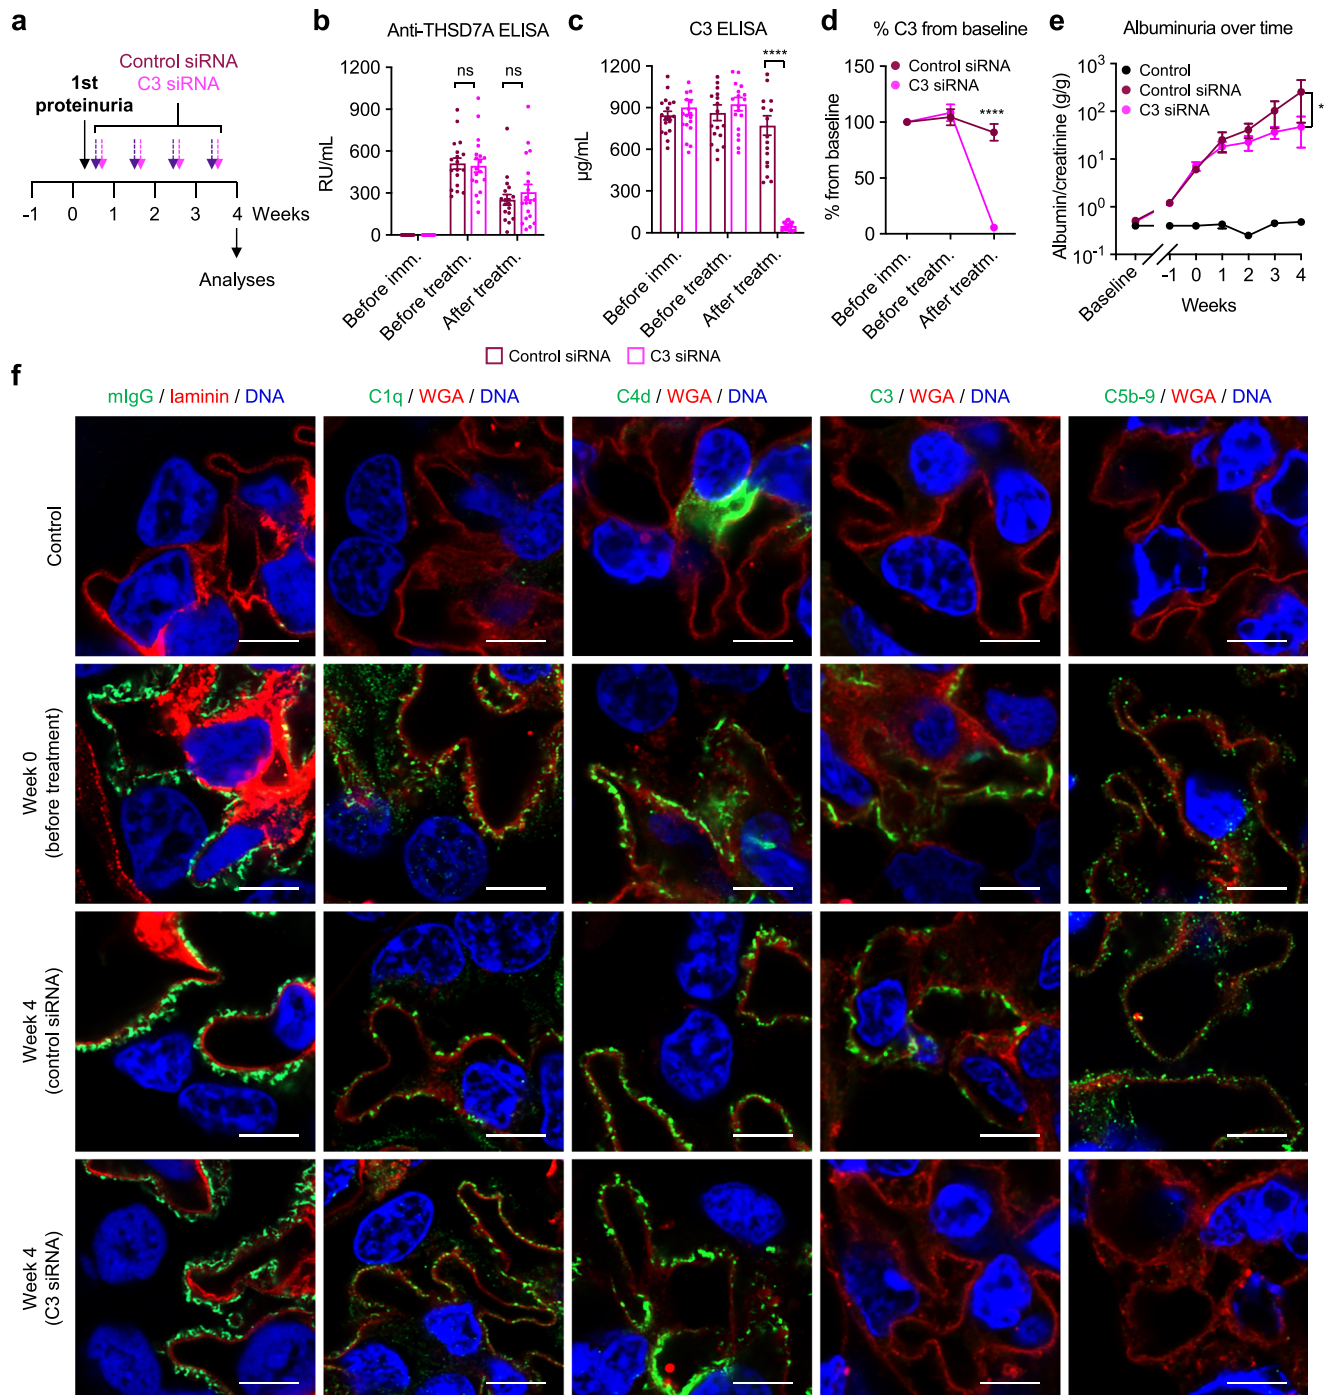 a
Control siRNA
C3 siRNA
1st
proteinuria
-1 0 1 2 3 4 Weeks
Analyses
b
Anti-THSD7A ELISA
RU/mL
1200
900
600
300
0
ns ns
Before imm.
Before treatm.
After treatm.
c
C3 ELISA
µg/mL
1200
900
600
300
0
****
Before imm.
Before treatm.
After treatm.
Control siRNA C3 siRNA
d
% C3 from baseline
% from baseline
150
100
50
0
Control siRNA
C3 siRNA
****
Before imm.
Before treatm.
After treatm.
e
Albuminuria over time
Albumin/creatinine (g/g)
10³
10²
10¹
10⁰
10⁻¹
Control
Control siRNA
C3 siRNA
*
Baseline
-1 0 1 2 3 4
Weeks
f
mIgG / laminin / DNA
C1q / WGA / DNA
C4d / WGA / DNA
C3 / WGA / DNA
C5b-9 / WGA / DNA
Control
Week 0
(before treatment)
Week 4
(control siRNA)
Week 4
(C3 siRNA)